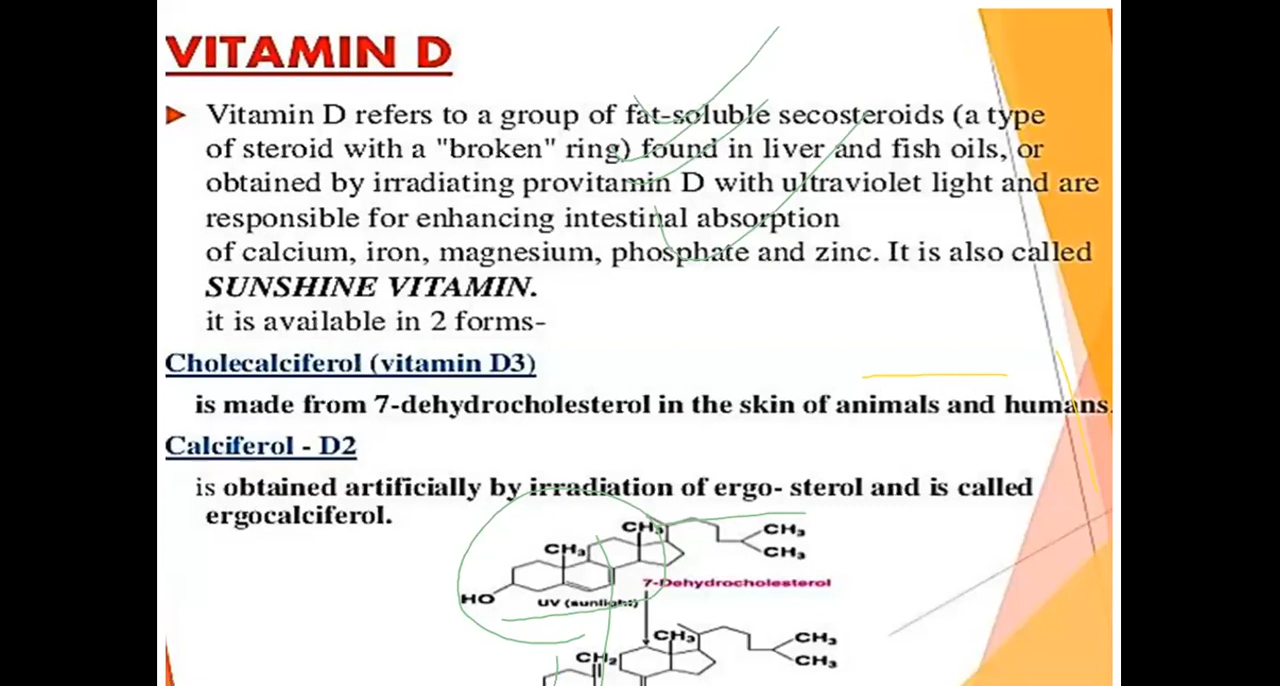 VITAMIN D
Vitamin D refers to a group of fat-soluble secosteroids (a type
of steroid with a "broken" ring) found in liver and fish oils, or
obtained by irradiating provitamin D with ultraviolet light and are
responsible for enhancing intestinal absorption
of calcium, iron, magnesium, phosphate and zinc. It is also called
SUNSHINE VITAMIN.
it is available in 2 forms-
Cholecalciferol (vitamin D3)
is made from 7-dehydrocholesterol in the skin of animals and humans.
Calciferol - D2
is obtained artificially by irradiation of ergo- sterol and is called
ergocalciferol.
CH3 CH3
CH3 CH3
7-Dehydrocholesterol
HO UV (sunlight)
CH3 CH3
CH2 CH3